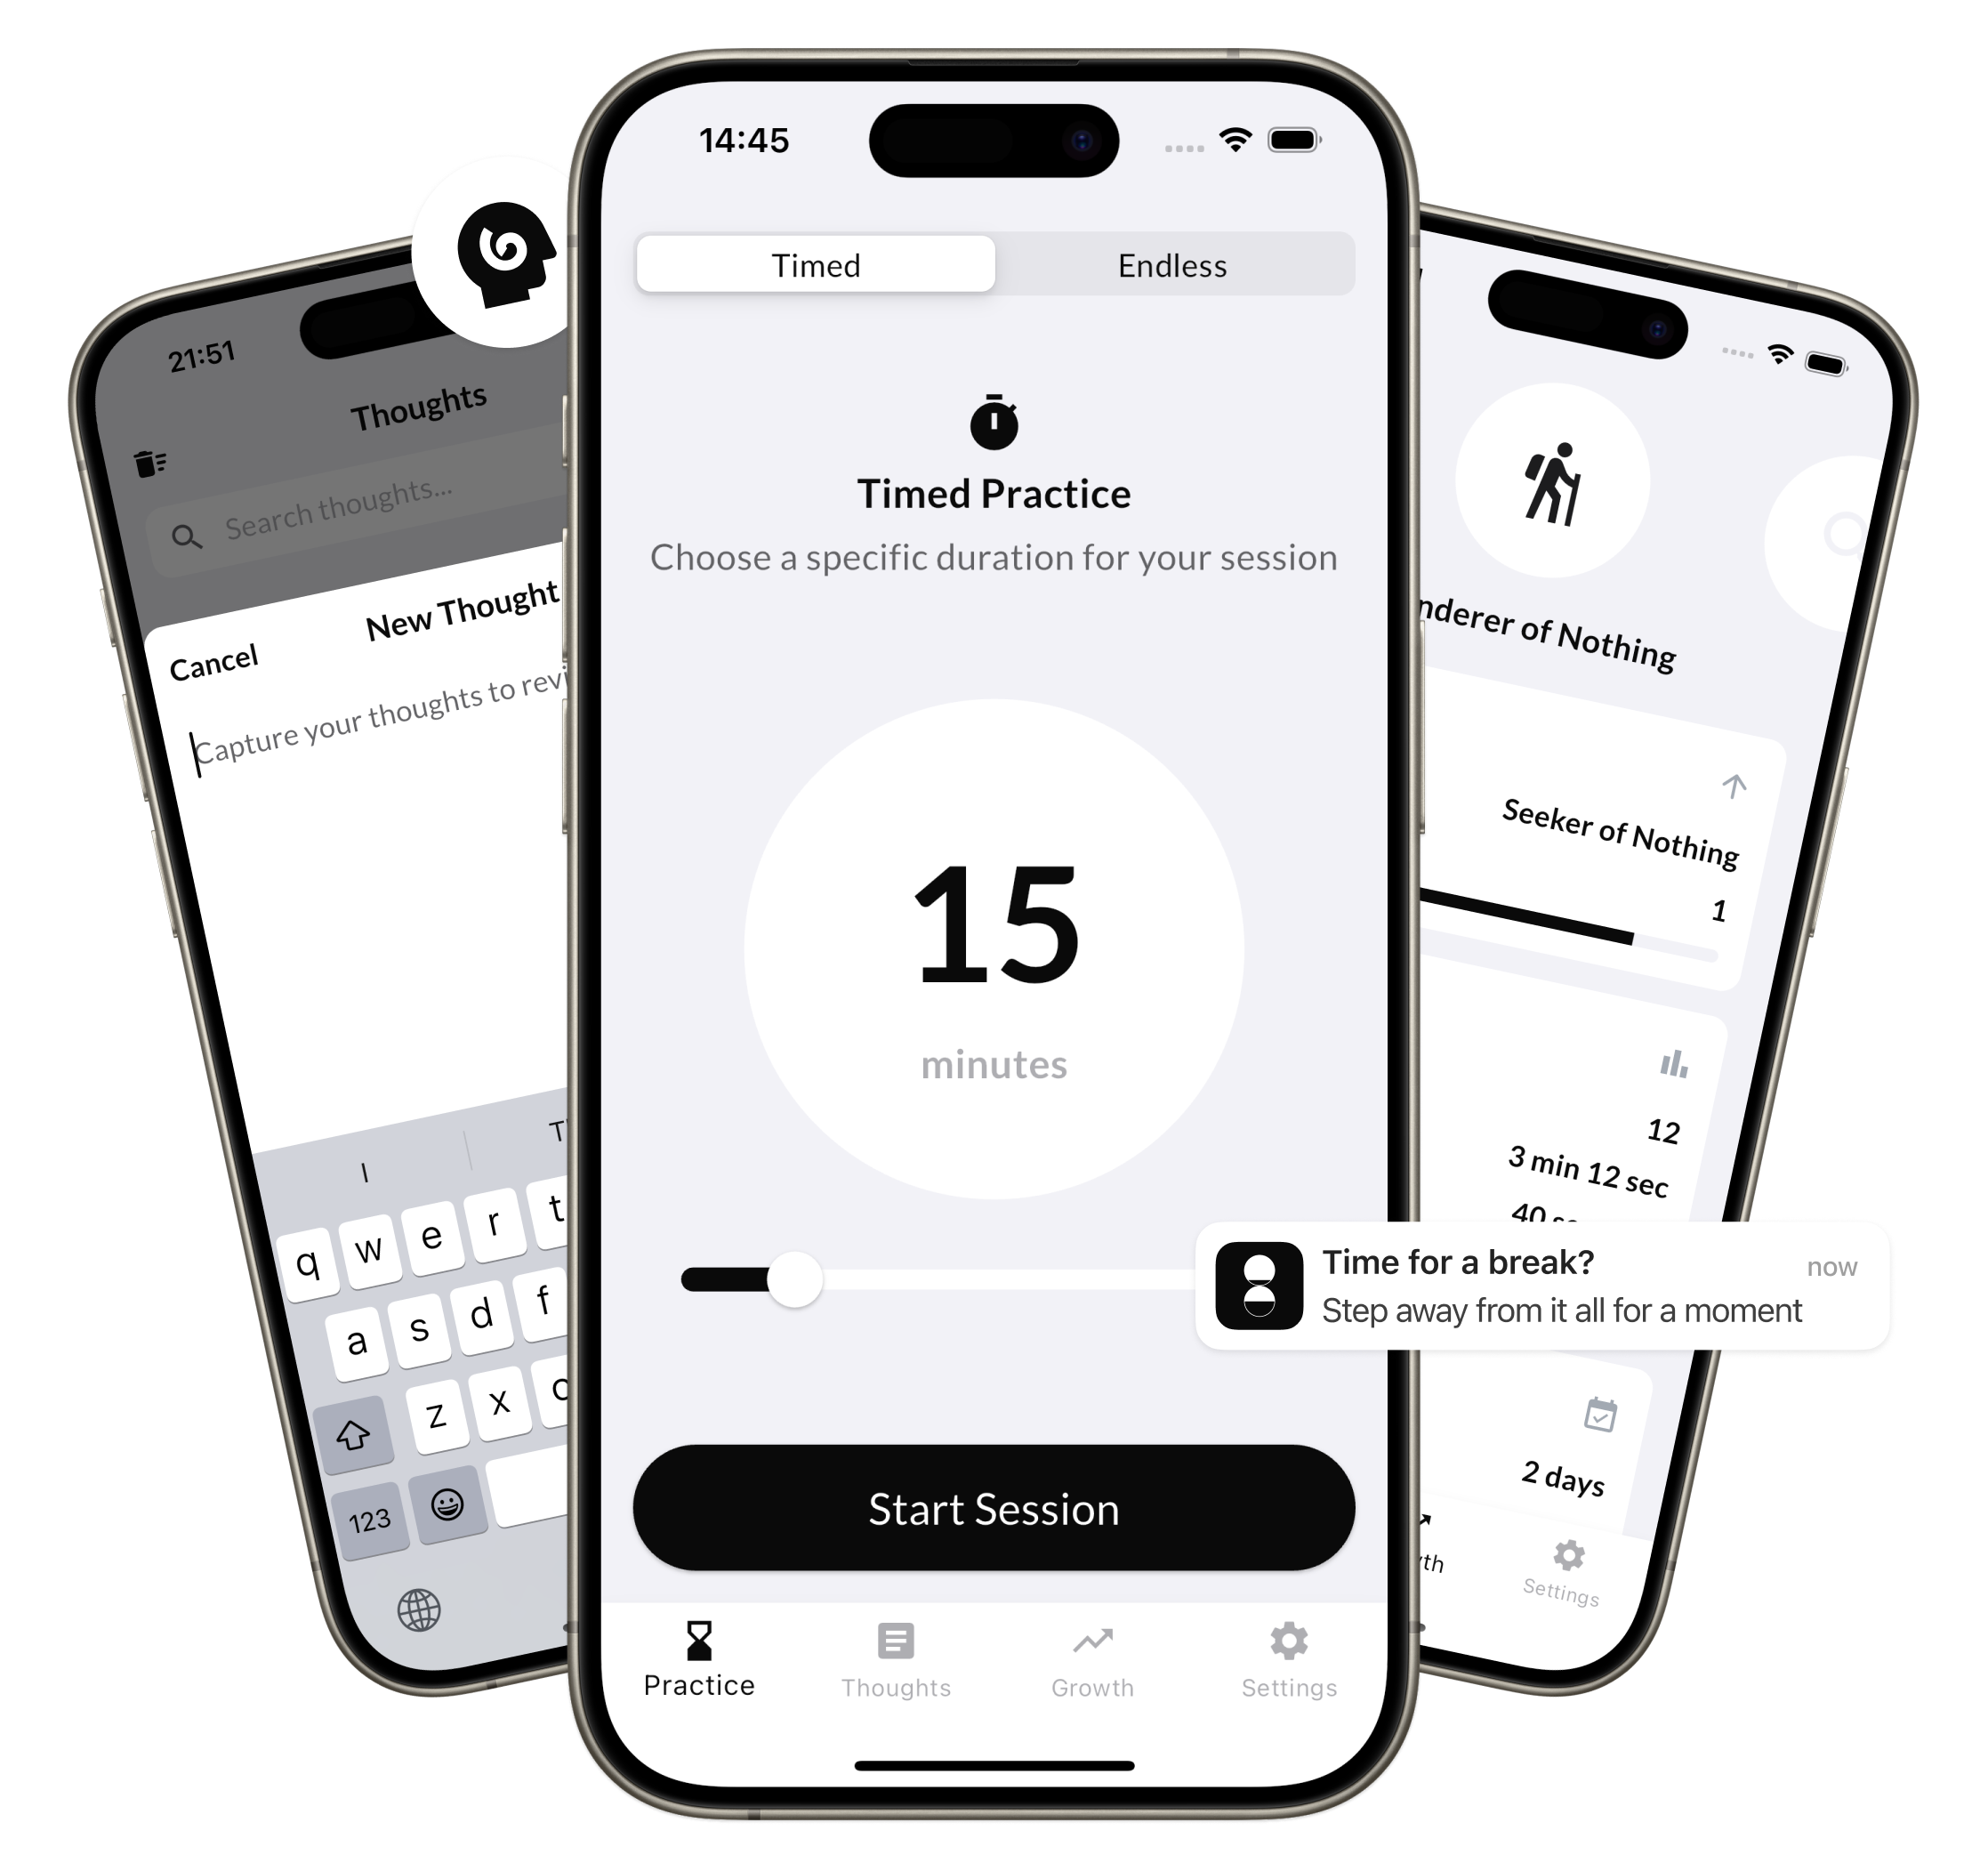 21:51
Thoughts
Search thoughts...
Cancel
New Thought
Capture your thoughts to
I
q w e r t
a s d f
z x
123
14:45
Timed
Endless
Timed Practice
Choose a specific duration for your session
15
minutes
Start Session
Practice
Thoughts
Growth
Settings
of Nothing
Seeker of Nothing
1
12
3 min 12 sec
40
Time for a break?
now
Step away from it all for a moment
2 days
Settings